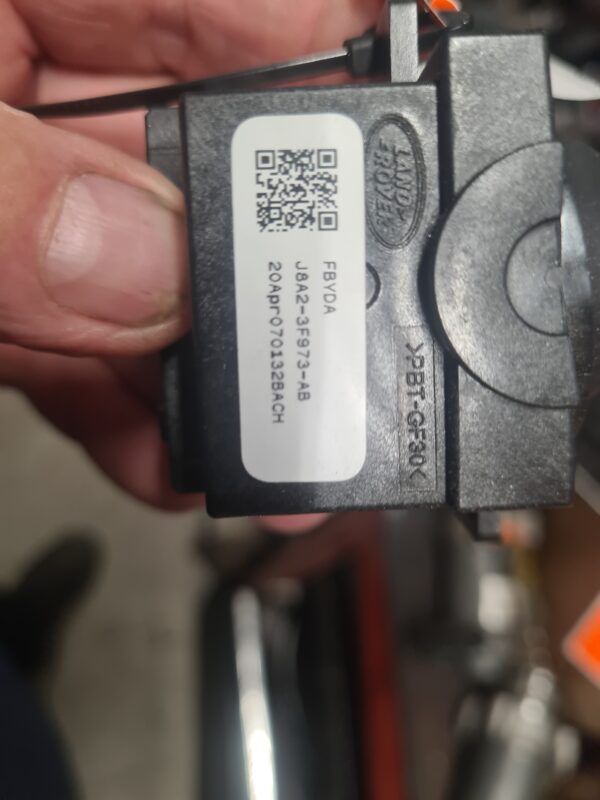 LAND
ROVER
FBYDA
J8A2-3F973-AB
20Apr070132BACH
>PBT-GF30<